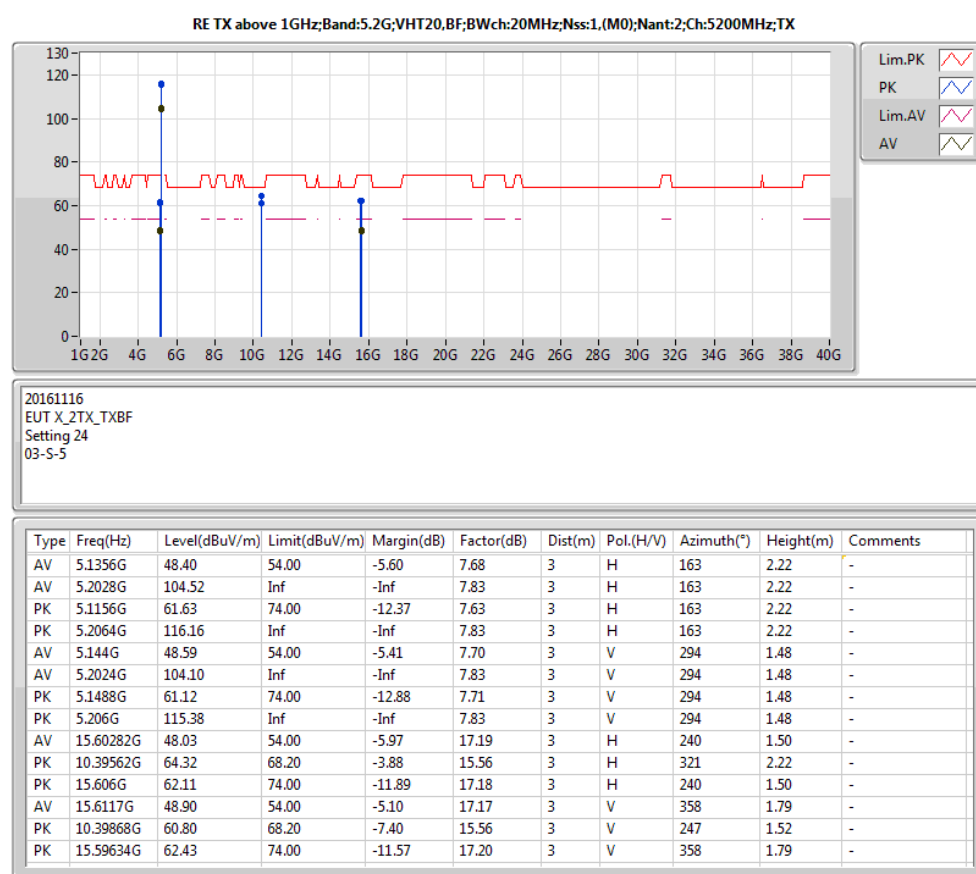 RE TX above 1GHz;Band:5.2G;VHT20,BF;BWch:20MHz;Nss:1,(M0);Nant:2;Ch:5200MHz;TX
130
120
100
80
60
40
20
0
1G 2G 4G 6G 8G 10G 12G 14G 16G 18G 20G 22G 24G 26G 28G 30G 32G 34G 36G 38G 40G
Lim.PK
PK
Lim.AV
AV
20161116
EUT X_2TX_TXBF
Setting 24
03-S-5
Type Freq(Hz) Level(dBuV/m) Limit(dBuV/m) Margin(dB) Factor(dB) Dist(m) Pol.(H/V) Azimuth(°) Height(m) Comments
AV 5.1356G 48.40 54.00 -5.60 7.68 3 H 163 2.22 -
AV 5.2028G 104.52 Inf -Inf 7.83 3 H 163 2.22 -
PK 5.1156G 61.63 74.00 -12.37 7.63 3 H 163 2.22 -
PK 5.2064G 116.16 Inf -Inf 7.83 3 H 163 2.22 -
AV 5.144G 48.59 54.00 -5.41 7.70 3 V 294 1.48 -
AV 5.2024G 104.10 Inf -Inf 7.83 3 V 294 1.48 -
PK 5.1488G 61.12 74.00 -12.88 7.71 3 V 294 1.48 -
PK 5.206G 115.38 Inf -Inf 7.83 3 V 294 1.48 -
AV 15.60282G 48.03 54.00 -5.97 17.19 3 H 240 1.50 -
PK 10.39562G 64.32 68.20 -3.88 15.56 3 H 321 2.22 -
PK 15.606G 62.11 74.00 -11.89 17.18 3 H 240 1.50 -
AV 15.6117G 48.90 54.00 -5.10 17.17 3 V 358 1.79 -
PK 10.39868G 60.80 68.20 -7.40 15.56 3 V 247 1.52 -
PK 15.59634G 62.43 74.00 -11.57 17.20 3 V 358 1.79 -